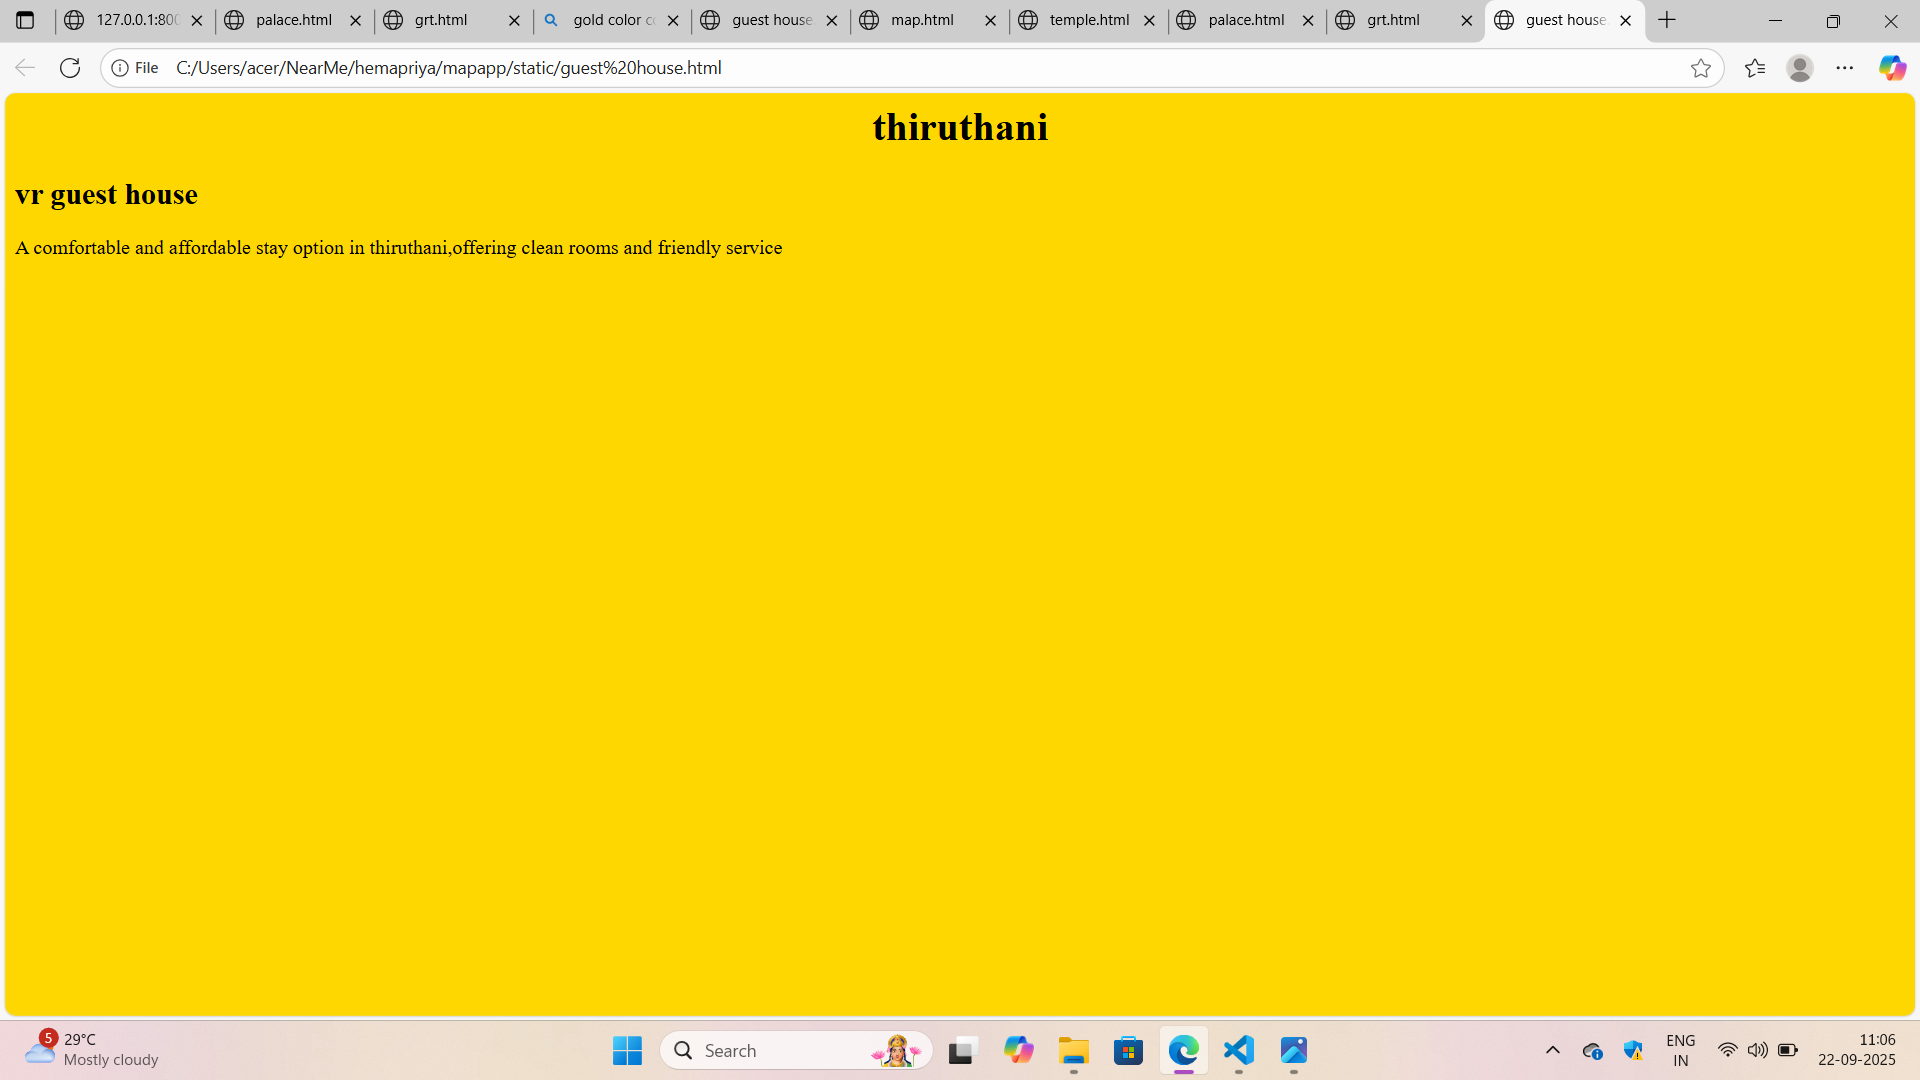 127.0.0.1:800
palace.html
grt.html
gold color co
guest house.
map.html
temple.html
palace.html
grt.html
guest house
File
C:/Users/acer/NearMe/hemapriya/mapapp/static/guest%20house.html
thiruthani
vr guest house
A comfortable and affordable stay option in thiruthani,offering clean rooms and friendly service
5
29°C
Mostly cloudy
Search
ENG
IN
11:06
22-09-2025